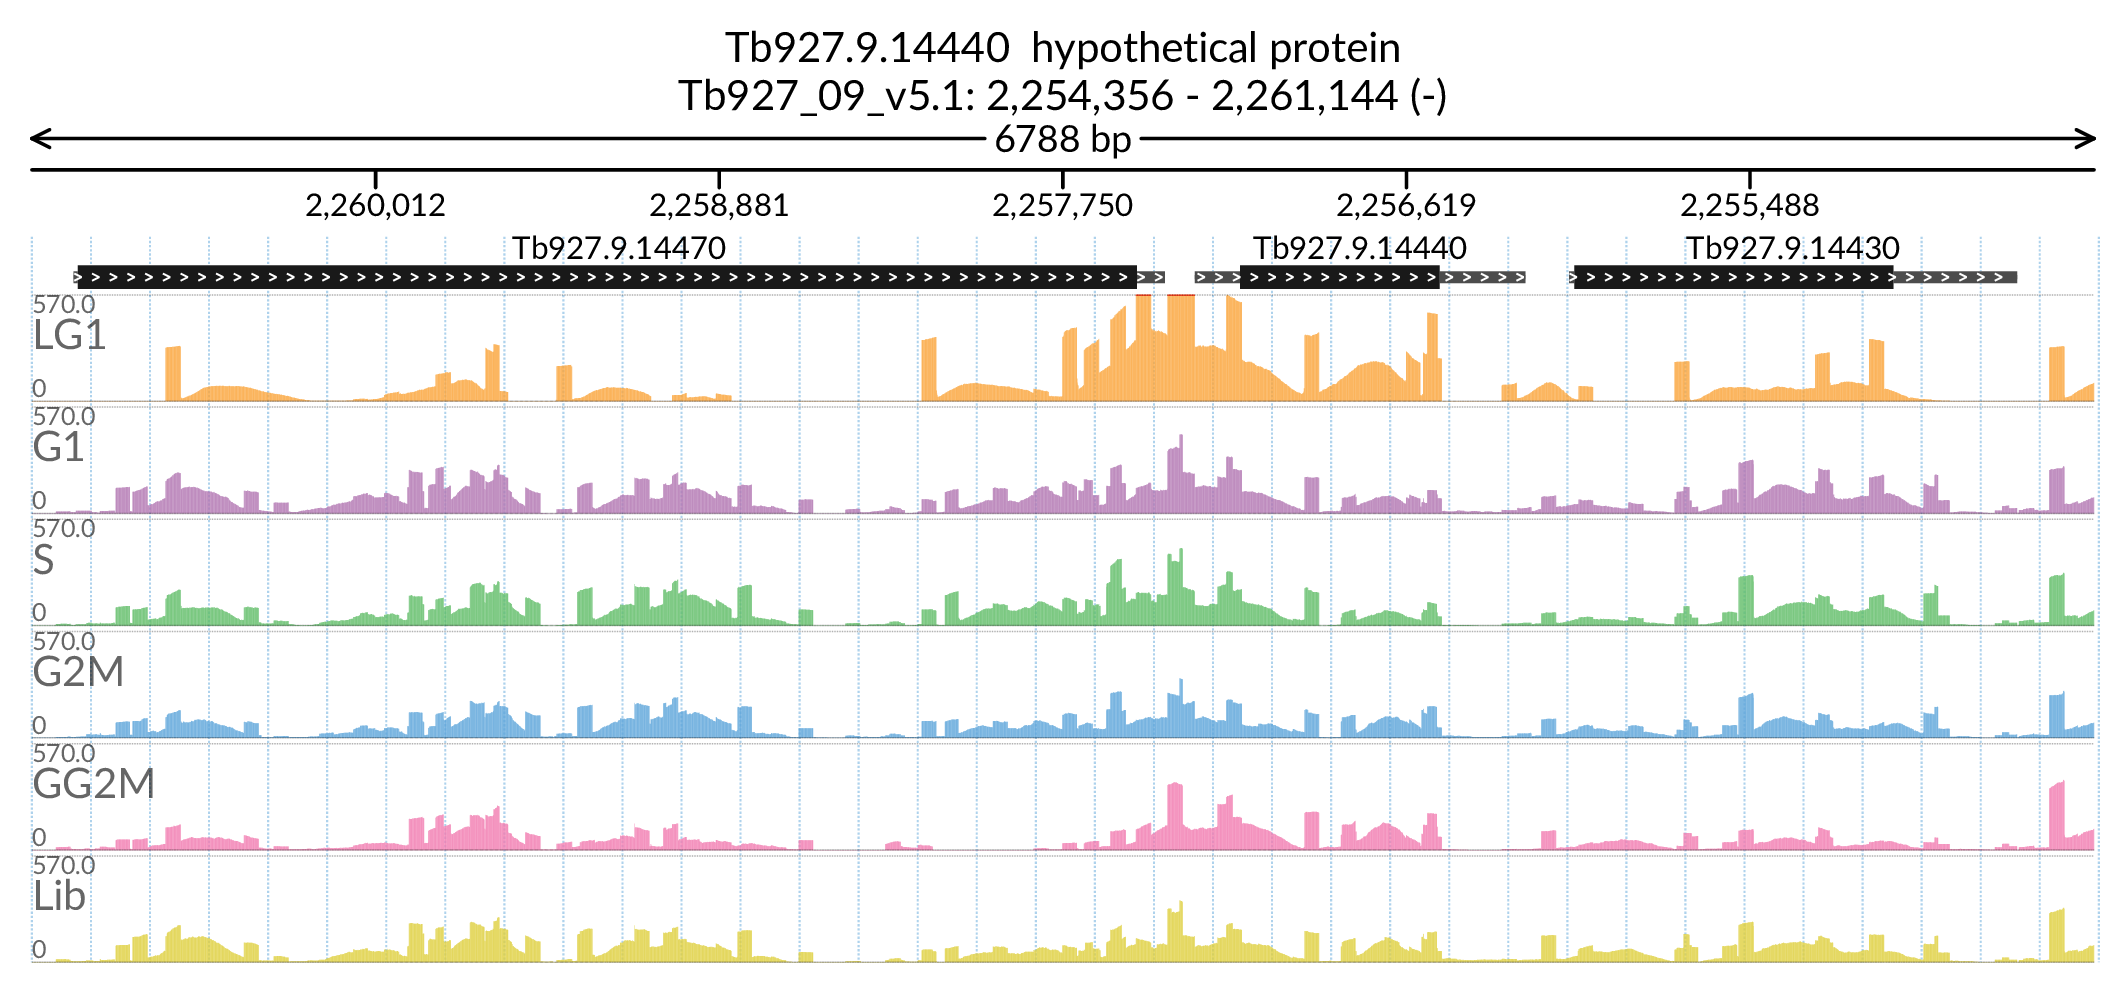 Tb927.9.14440  hypothetical protein
Tb927_09_v5.1: 2,254,356 - 2,261,144 (-)
6788 bp
2,260,012 2,258,881 2,257,750 2,256,619 2,255,488
Tb927.9.14470 Tb927.9.14440 Tb927.9.14430
570.0
LG1
0
570.0
G1
0
570.0
S
0
570.0
G2M
0
570.0
GG2M
0
570.0
Lib
0